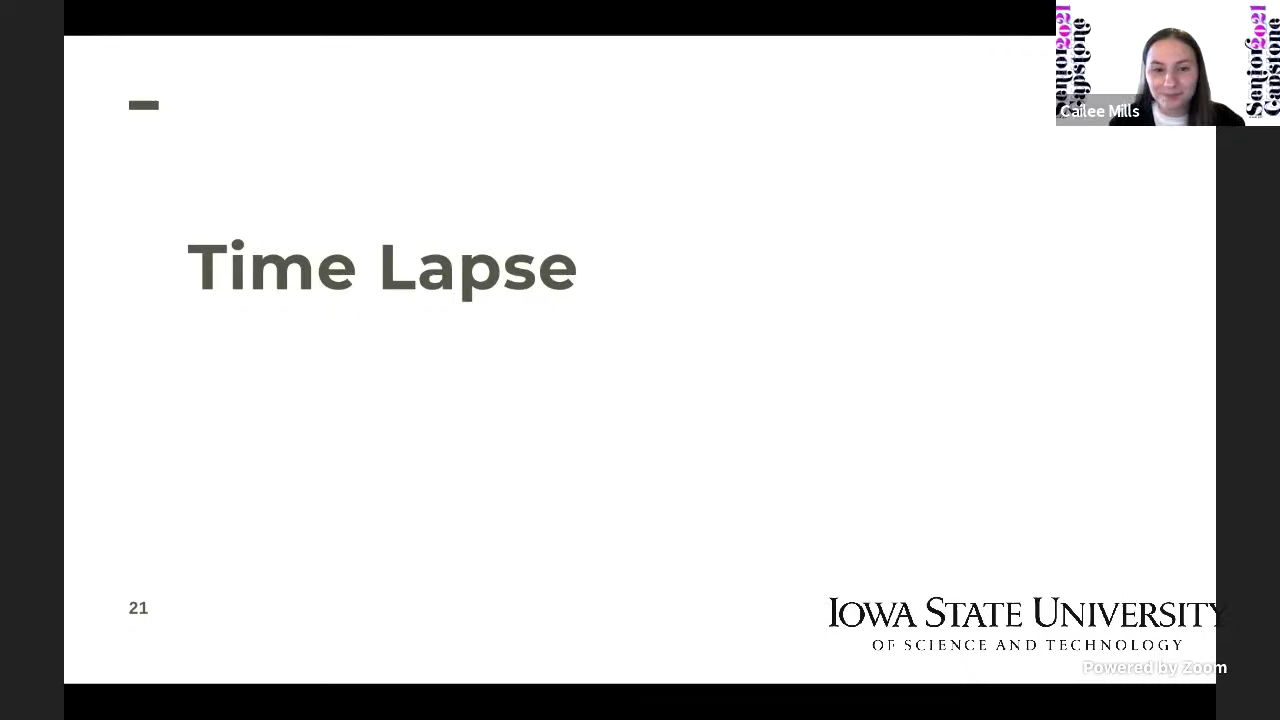 Senior 2021
Capstone
Senior 2021
Capstone
Cailee Mills
Time Lapse
21
IOWA STATE UNIVERSITY
OF SCIENCE AND TECHNOLOGY
Powered by Zoom